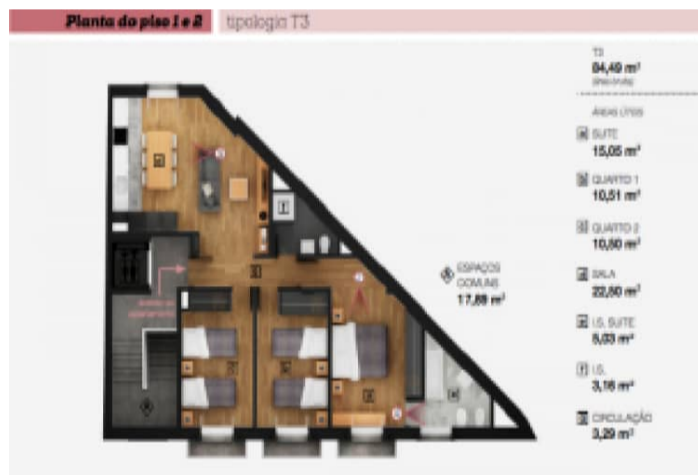 Planta do piso 1 e 2
tipologia T3
T3
84,49 m²
ÁREAS ÚTEIS
SUITE
15,05 m²
QUARTO 1
10,51 m²
QUARTO 2
10,80 m²
SALA
22,80 m²
I.S. SUITE
5,03 m²
I.S.
3,16 m²
CIRCULAÇÃO
3,29 m²
ESPAÇOS
COMUNS
17,89 m²